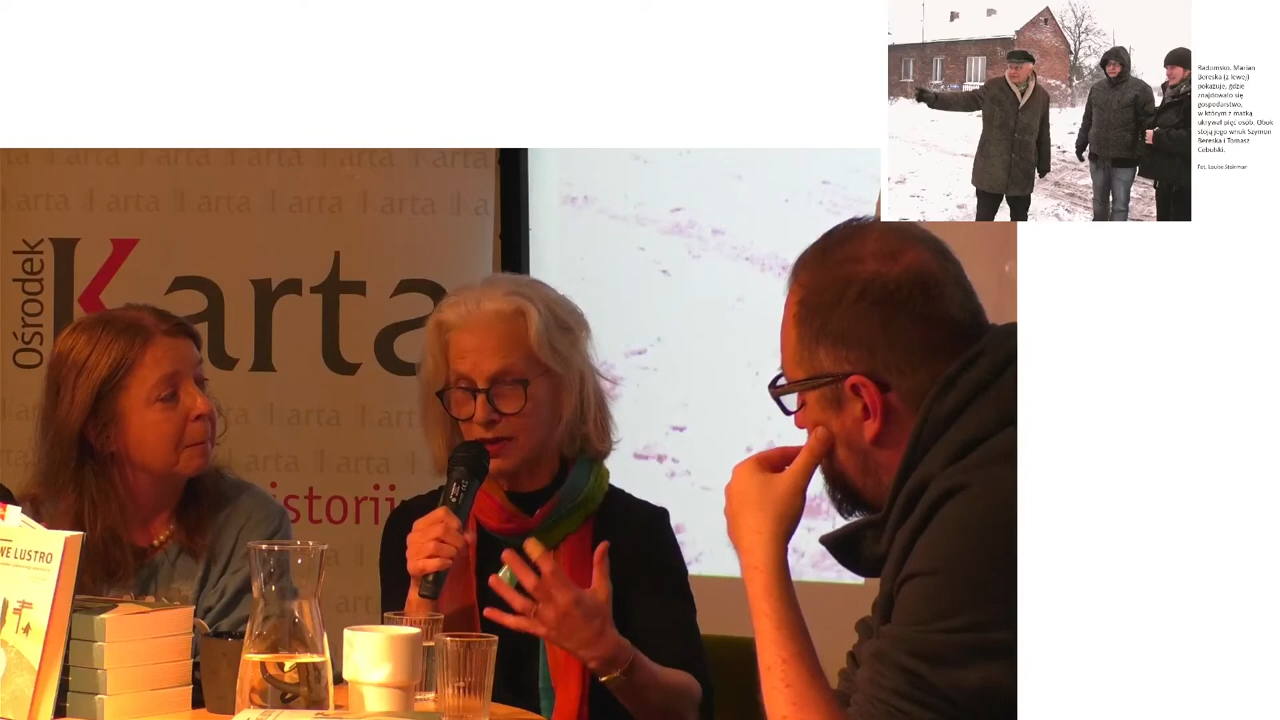 Radomsko. Marian
Bereska (z lewej)
pokazuje, gdzie
znajdowało się
gospodarstwo,
w którym z matką
ukrywał pięć osób. Obok
stoją jego wnuk Szymon
Bereska i Tomasz
Cebulski.
Fot. Louise Steinman
Ośrodek
Karta
istorii
WE LUSTRO